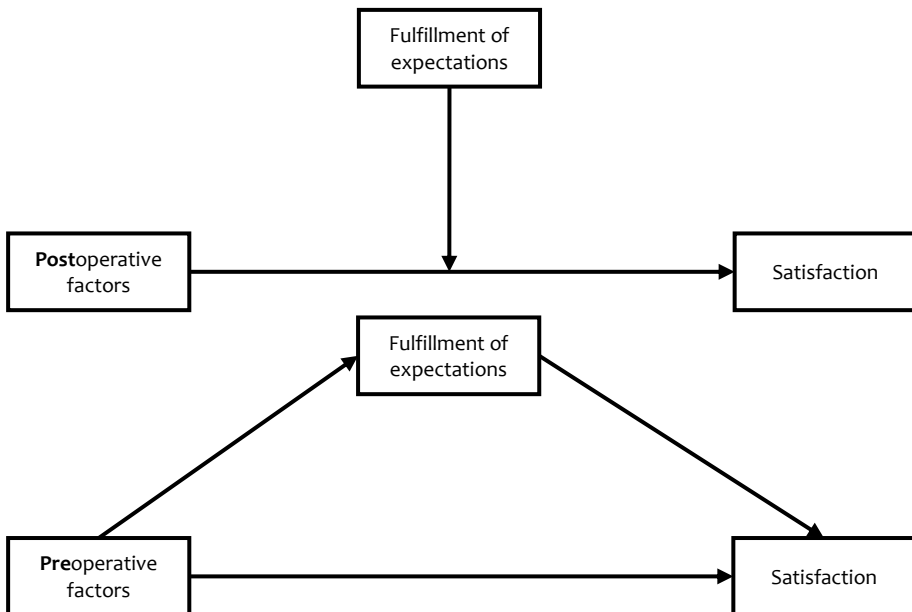 Fulfillment of
expectations
Postoperative
factors
Satisfaction
Fulfillment of
expectations
Preoperative
factors
Satisfaction